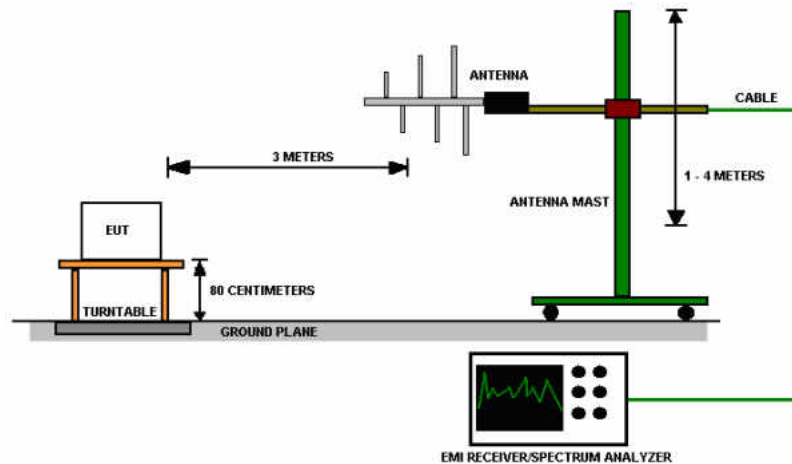 ANTENNA
CABLE
3 METERS
1 - 4 METERS
ANTENNA MAST
EUT
80 CENTIMETERS
TURNTABLE
GROUND PLANE
EMI RECEIVER/SPECTRUM ANALYZER